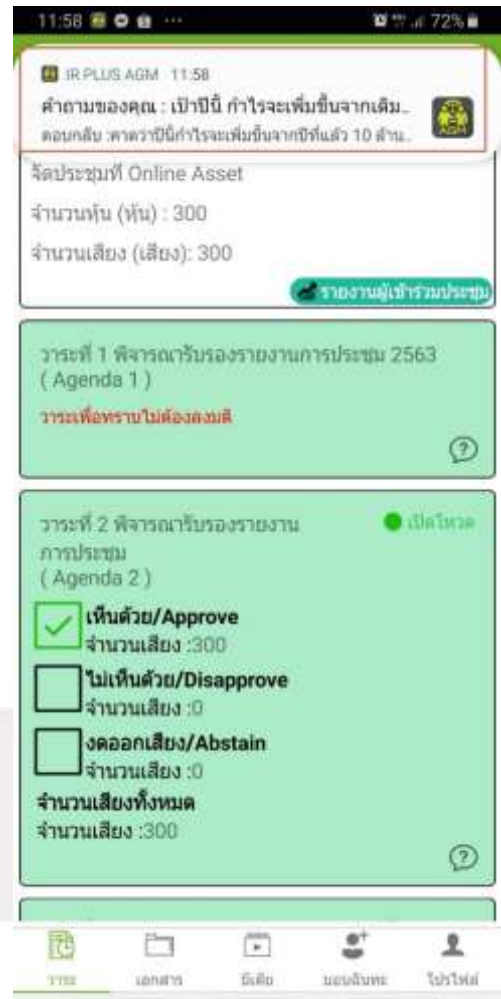 11:58 72%
IR PLUS AGM 11:58
คำถามของคุณ : เป้าปีนี้ กำไรจะเพิ่มขึ้นจากเดิม..
ตอบกลับ :คาดว่าปีนี้กำไรจะเพิ่มขึ้นจากปีที่แล้ว 10 ล้าน..
จัดประชุมที่ Online Asset
จำนวนหุ้น (หุ้น) : 300
จำนวนเสียง (เสียง): 300
รายงานผู้เข้าร่วมประชุม
วาระที่ 1 พิจารณารับรองรายงานการประชุม 2563
( Agenda 1 )
วาระเพื่อทราบไม่ต้องลงมติ
วาระที่ 2 พิจารณารับรองรายงาน
เปิดโหวต
การประชุม
( Agenda 2 )
เห็นด้วย/Approve
จำนวนเสียง :300
ไม่เห็นด้วย/Disapprove
จำนวนเสียง :0
งดออกเสียง/Abstain
จำนวนเสียง :0
จำนวนเสียงทั้งหมด
จำนวนเสียง :300
วาระ เอกสาร มีเดีย มอบฉันทะ โปรไฟล์